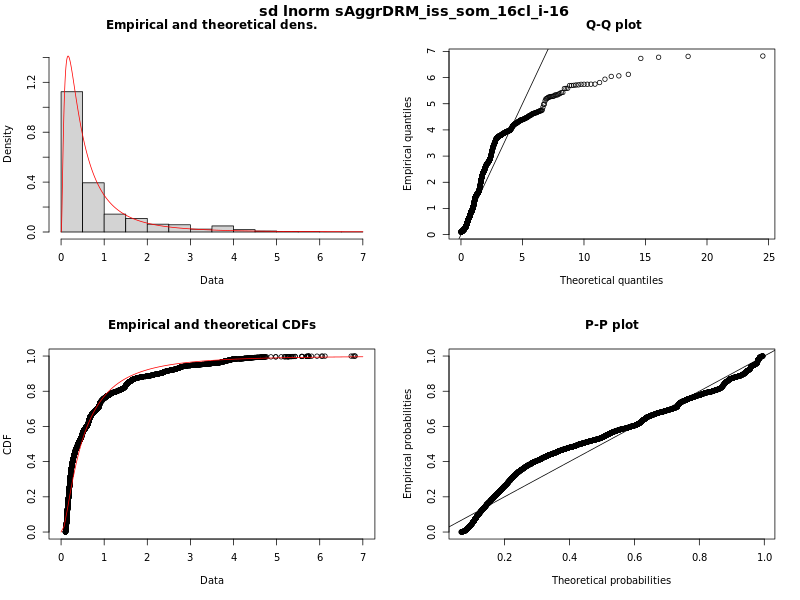 sd lnorm sAggrDRM_iss_som_16cl_i-16
Empirical and theoretical dens.
Density
0.0 0.4 0.8 1.2
0 1 2 3 4 5 6 7
Data
Q-Q plot
Empirical quantiles
0 1 2 3 4 5 6 7
0 5 10 15 20 25
Theoretical quantiles
Empirical and theoretical CDFs
CDF
0.0 0.2 0.4 0.6 0.8 1.0
0 1 2 3 4 5 6 7
Data
P-P plot
Empirical probabilities
0.0 0.2 0.4 0.6 0.8 1.0
0.2 0.4 0.6 0.8 1.0
Theoretical probabilities